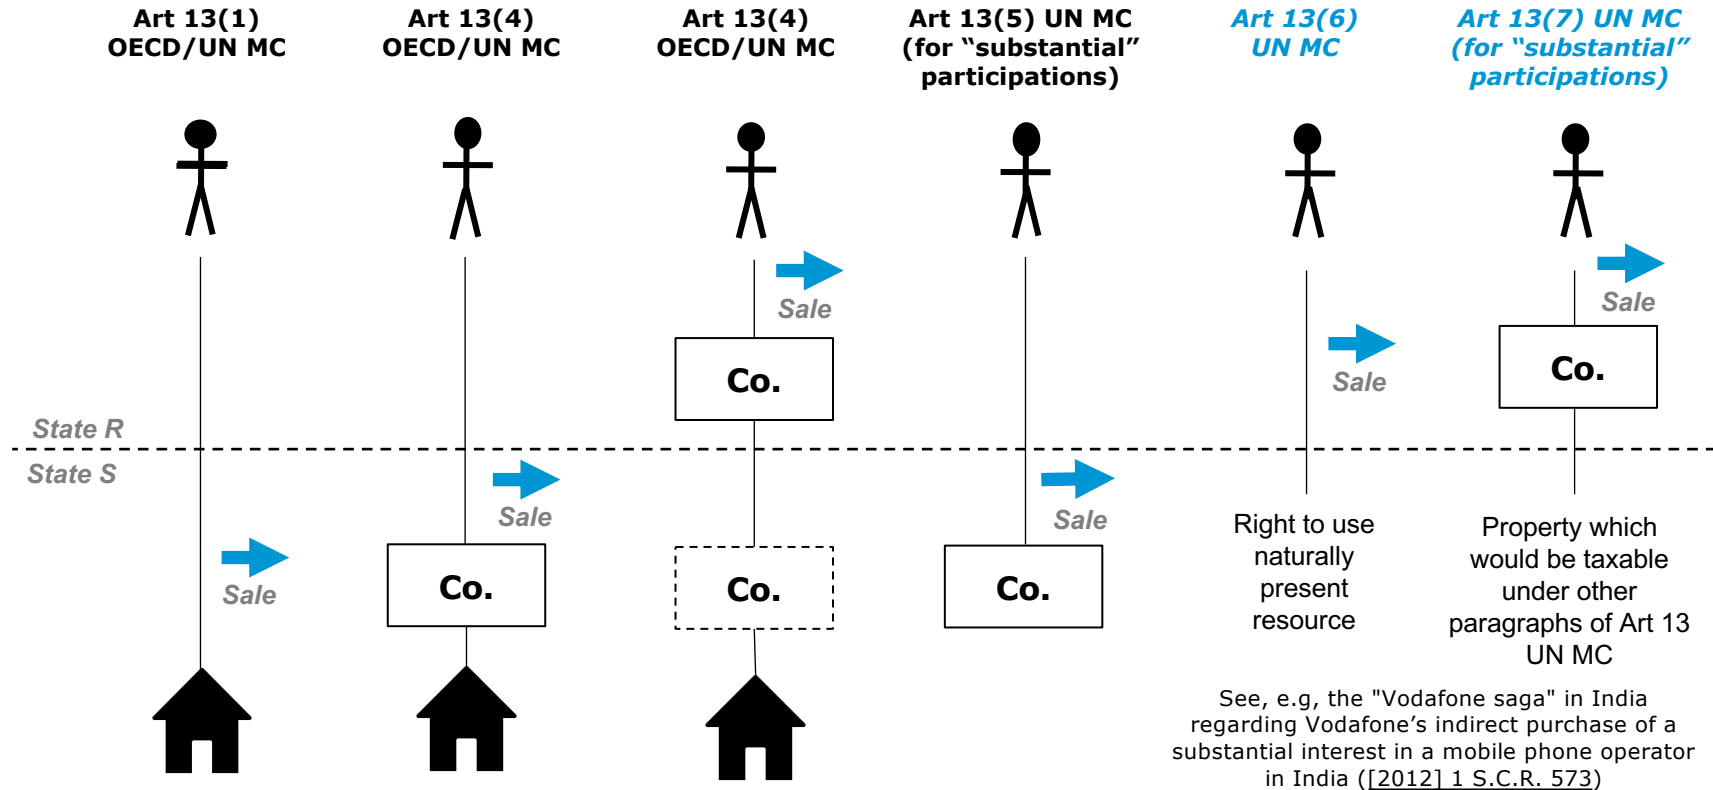 Art 13(1)
OECD/UN MC
Art 13(4)
OECD/UN MC
Art 13(4)
OECD/UN MC
Art 13(5) UN MC
(for “substantial”
participations)
Art 13(6)
UN MC
Art 13(7) UN MC
(for “substantial”
participations)
Sale
Sale
Co.
Sale
Co.
State R
State S
Sale
Sale
Sale
Co.
Co.
Co.
Right to use
naturally
present
resource
Property which
would be taxable
under other
paragraphs of Art 13
UN MC
See, e.g, the "Vodafone saga" in India
regarding Vodafone’s indirect purchase of a
substantial interest in a mobile phone operator
in India ([2012] 1 S.C.R. 573)